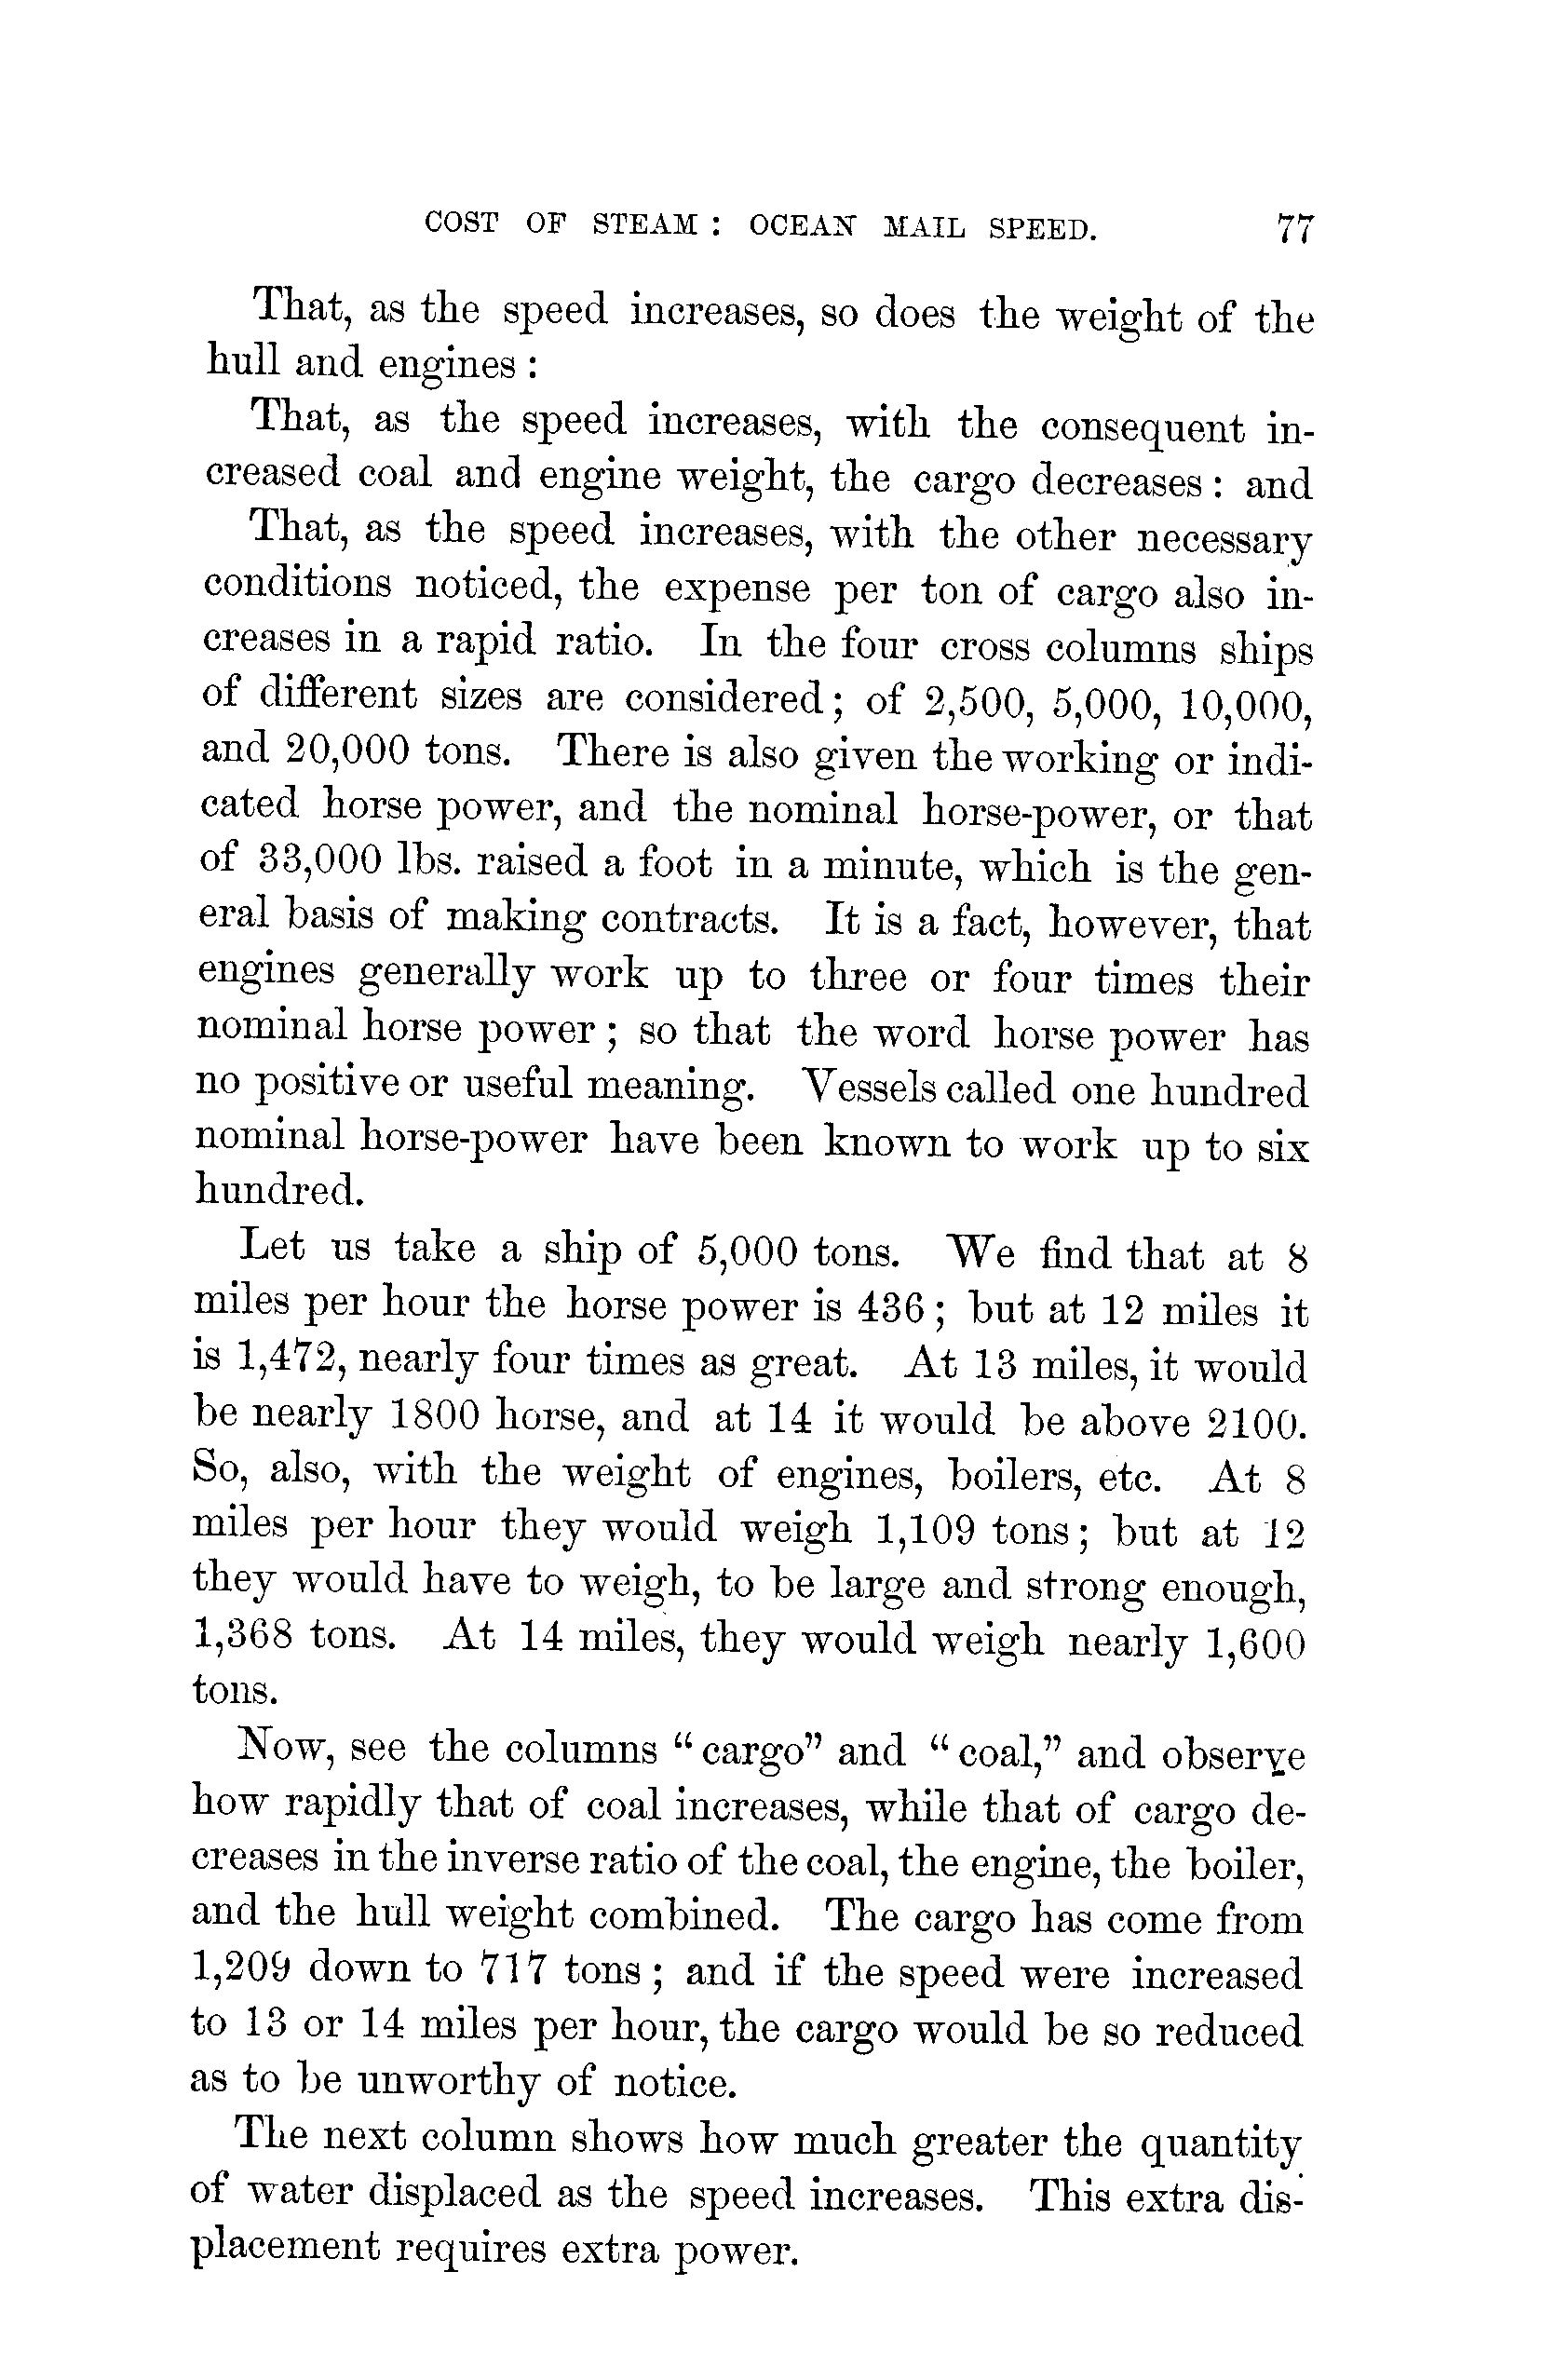 COST OF STEAM: OCEAN MAIL SPEED. 77
That, as the speed increases, so does the weight of the
hull and engines:
That, as the speed increases, with the consequent in-
creased coal and engine weight, the cargo decreases: and
That, as the speed increases, with the other necessary
conditions noticed, the expense per ton of cargo also in-
creases in a rapid ratio. In the four cross columns ships
of different sizes are considered; of 2,500, 5,000, 10,000,
and 20,000 tons. There is also given the working or indi-
cated horse power, and the nominal horse-power, or that
of 33,000 lbs. raised a foot in a minute, which is the gen-
eral basis of making contracts. It is a fact, however, that
engines generally work up to three or four times their
nominal horse power; so that the word horse power has
no positive or useful meaning. Vessels called one hundred
nominal horse-power have been known to work up to six
hundred.
Let us take a ship of 5,000 tons. We find that at 8
miles per hour the horse power is 436; but at 12 miles it
is 1,472, nearly four times as great. At 13 miles, it would
be nearly 1800 horse, and at 14 it would be above 2100.
So, also, with the weight of engines, boilers, etc. At 8
miles per hour they would weigh 1,109 tons; but at 12
they would have to weigh, to be large and strong enough,
1,368 tons. At 14 miles, they would weigh nearly 1,600
tons.
Now, see the columns "cargo" and "coal," and observe
how rapidly that of coal increases, while that of cargo de-
creases in the inverse ratio of the coal, the engine, the boiler,
and the hull weight combined. The cargo has come from
1,209 down to 717 tons; and if the speed were increased
to 13 or 14 miles per hour, the cargo would be so reduced
as to be unworthy of notice.
The next column shows how much greater the quantity
of water displaced as the speed increases. This extra dis-
placement requires extra power.